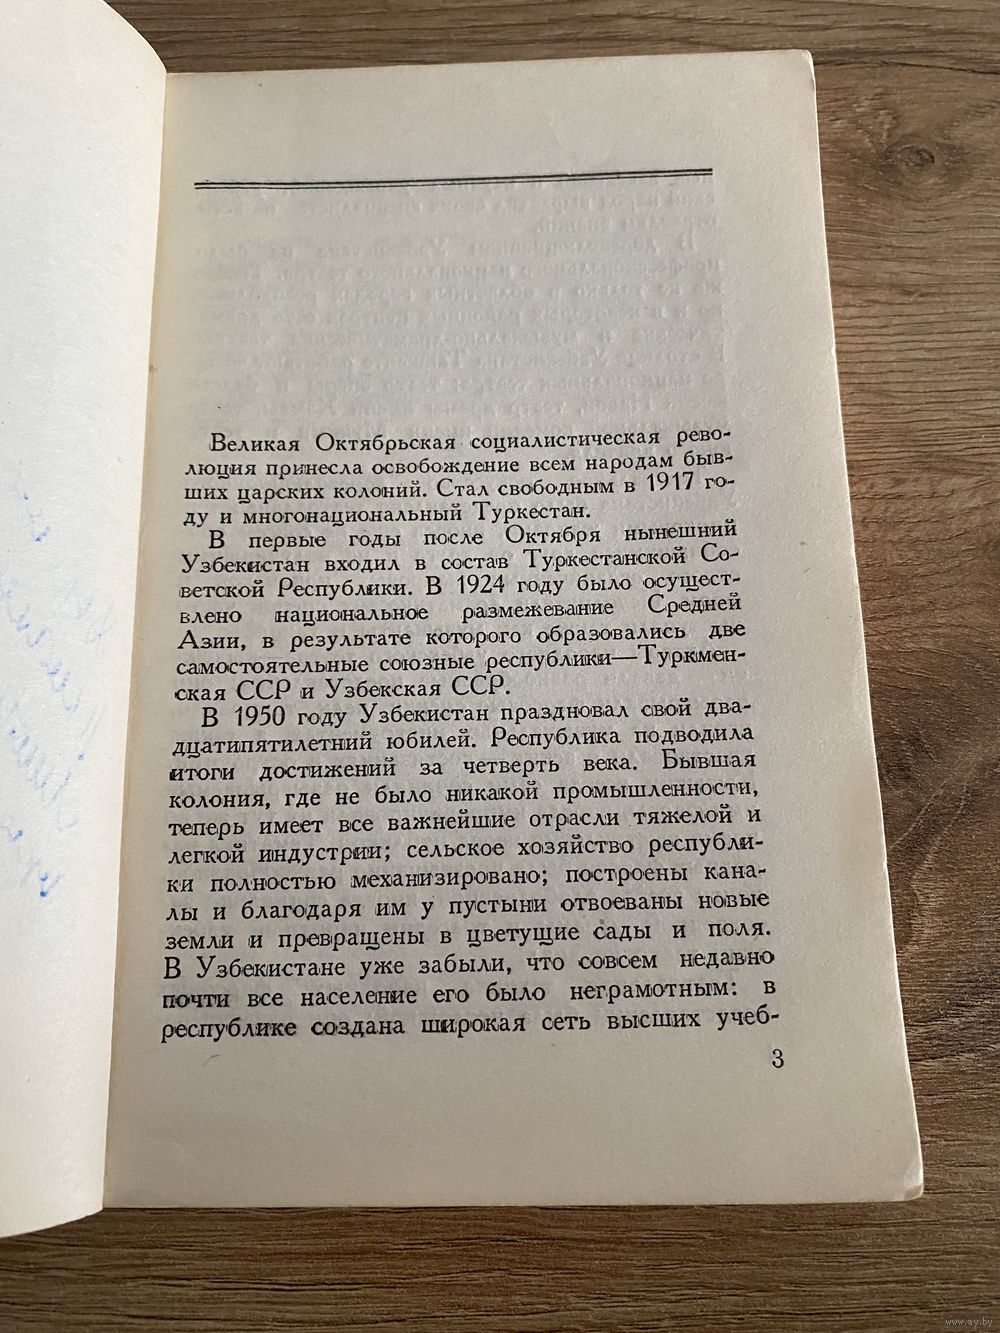 Великая Октябрьская социалистическая рево-
люция принесла освобождение всем народам быв-
ших царских колоний. Стал свободным в 1917 го-
ду и многонациональный Туркестан.
В первые годы после Октября нынешний
Узбекистан входил в состав Туркестанской Со-
ветской Республики. В 1924 году было осущест-
влено национальное размежевание Средней
Азии, в результате которого образовались две
самостоятельные союзные республики—Туркмен-
ская ССР и Узбекская ССР.
В 1950 году Узбекистан праздновал свой два-
дцатипятилетний юбилей. Республика подводила
итоги достижений за четверть века. Бывшая
колония, где не было никакой промышленности,
теперь имеет все важнейшие отрасли тяжелой и
легкой индустрии; сельское хозяйство республи-
ки полностью механизировано; построены кана-
лы и благодаря им у пустыни отвоеваны новые
земли и превращены в цветущие сады и поля.
В Узбекистане уже забыли, что совсем недавно
почти все население его было неграмотным: в
республике создана широкая сеть высших учеб-
3
www.ay.by